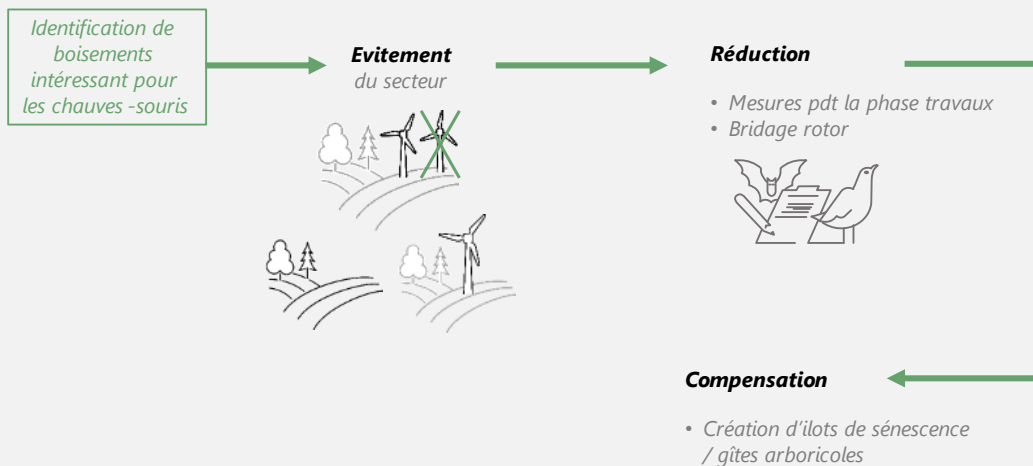 Identification de
boisements
intéressant pour
les chauves -souris
Evitement
du secteur
Réduction
• Mesures pdt la phase travaux
• Bridage rotor
Compensation
• Création d'ilots de sénescence
/ gîtes arboricoles